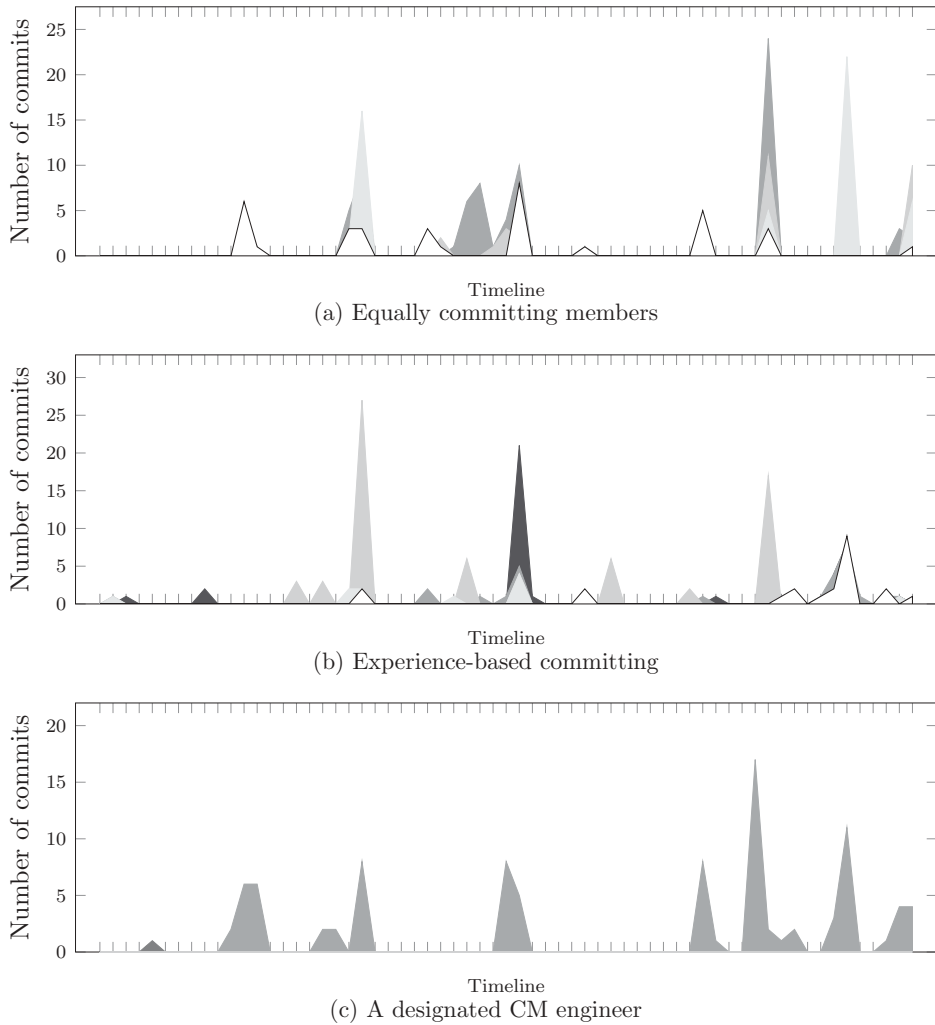 Number of commits
25
20
15
10
5
0
Timeline
(a) Equally committing members
Number of commits
30
25
20
15
10
5
0
Timeline
(b) Experience-based committing
Number of commits
20
15
10
5
0
Timeline
(c) A designated CM engineer